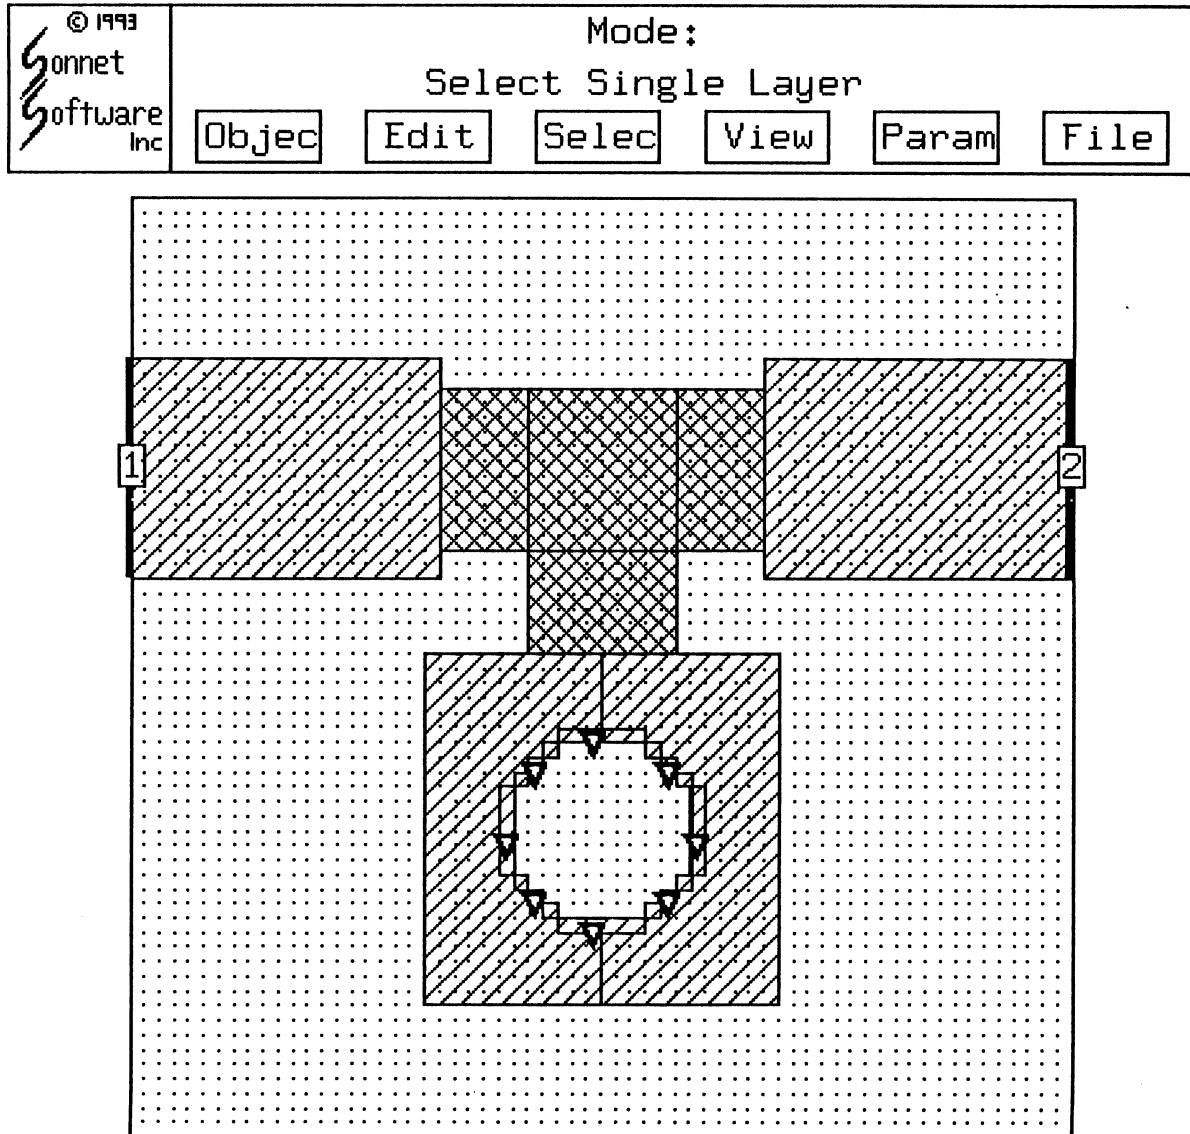 © 1993
Sonnet
Software
Inc
Mode:
Select Single Layer
Objec Edit Selec View Param File
1
2